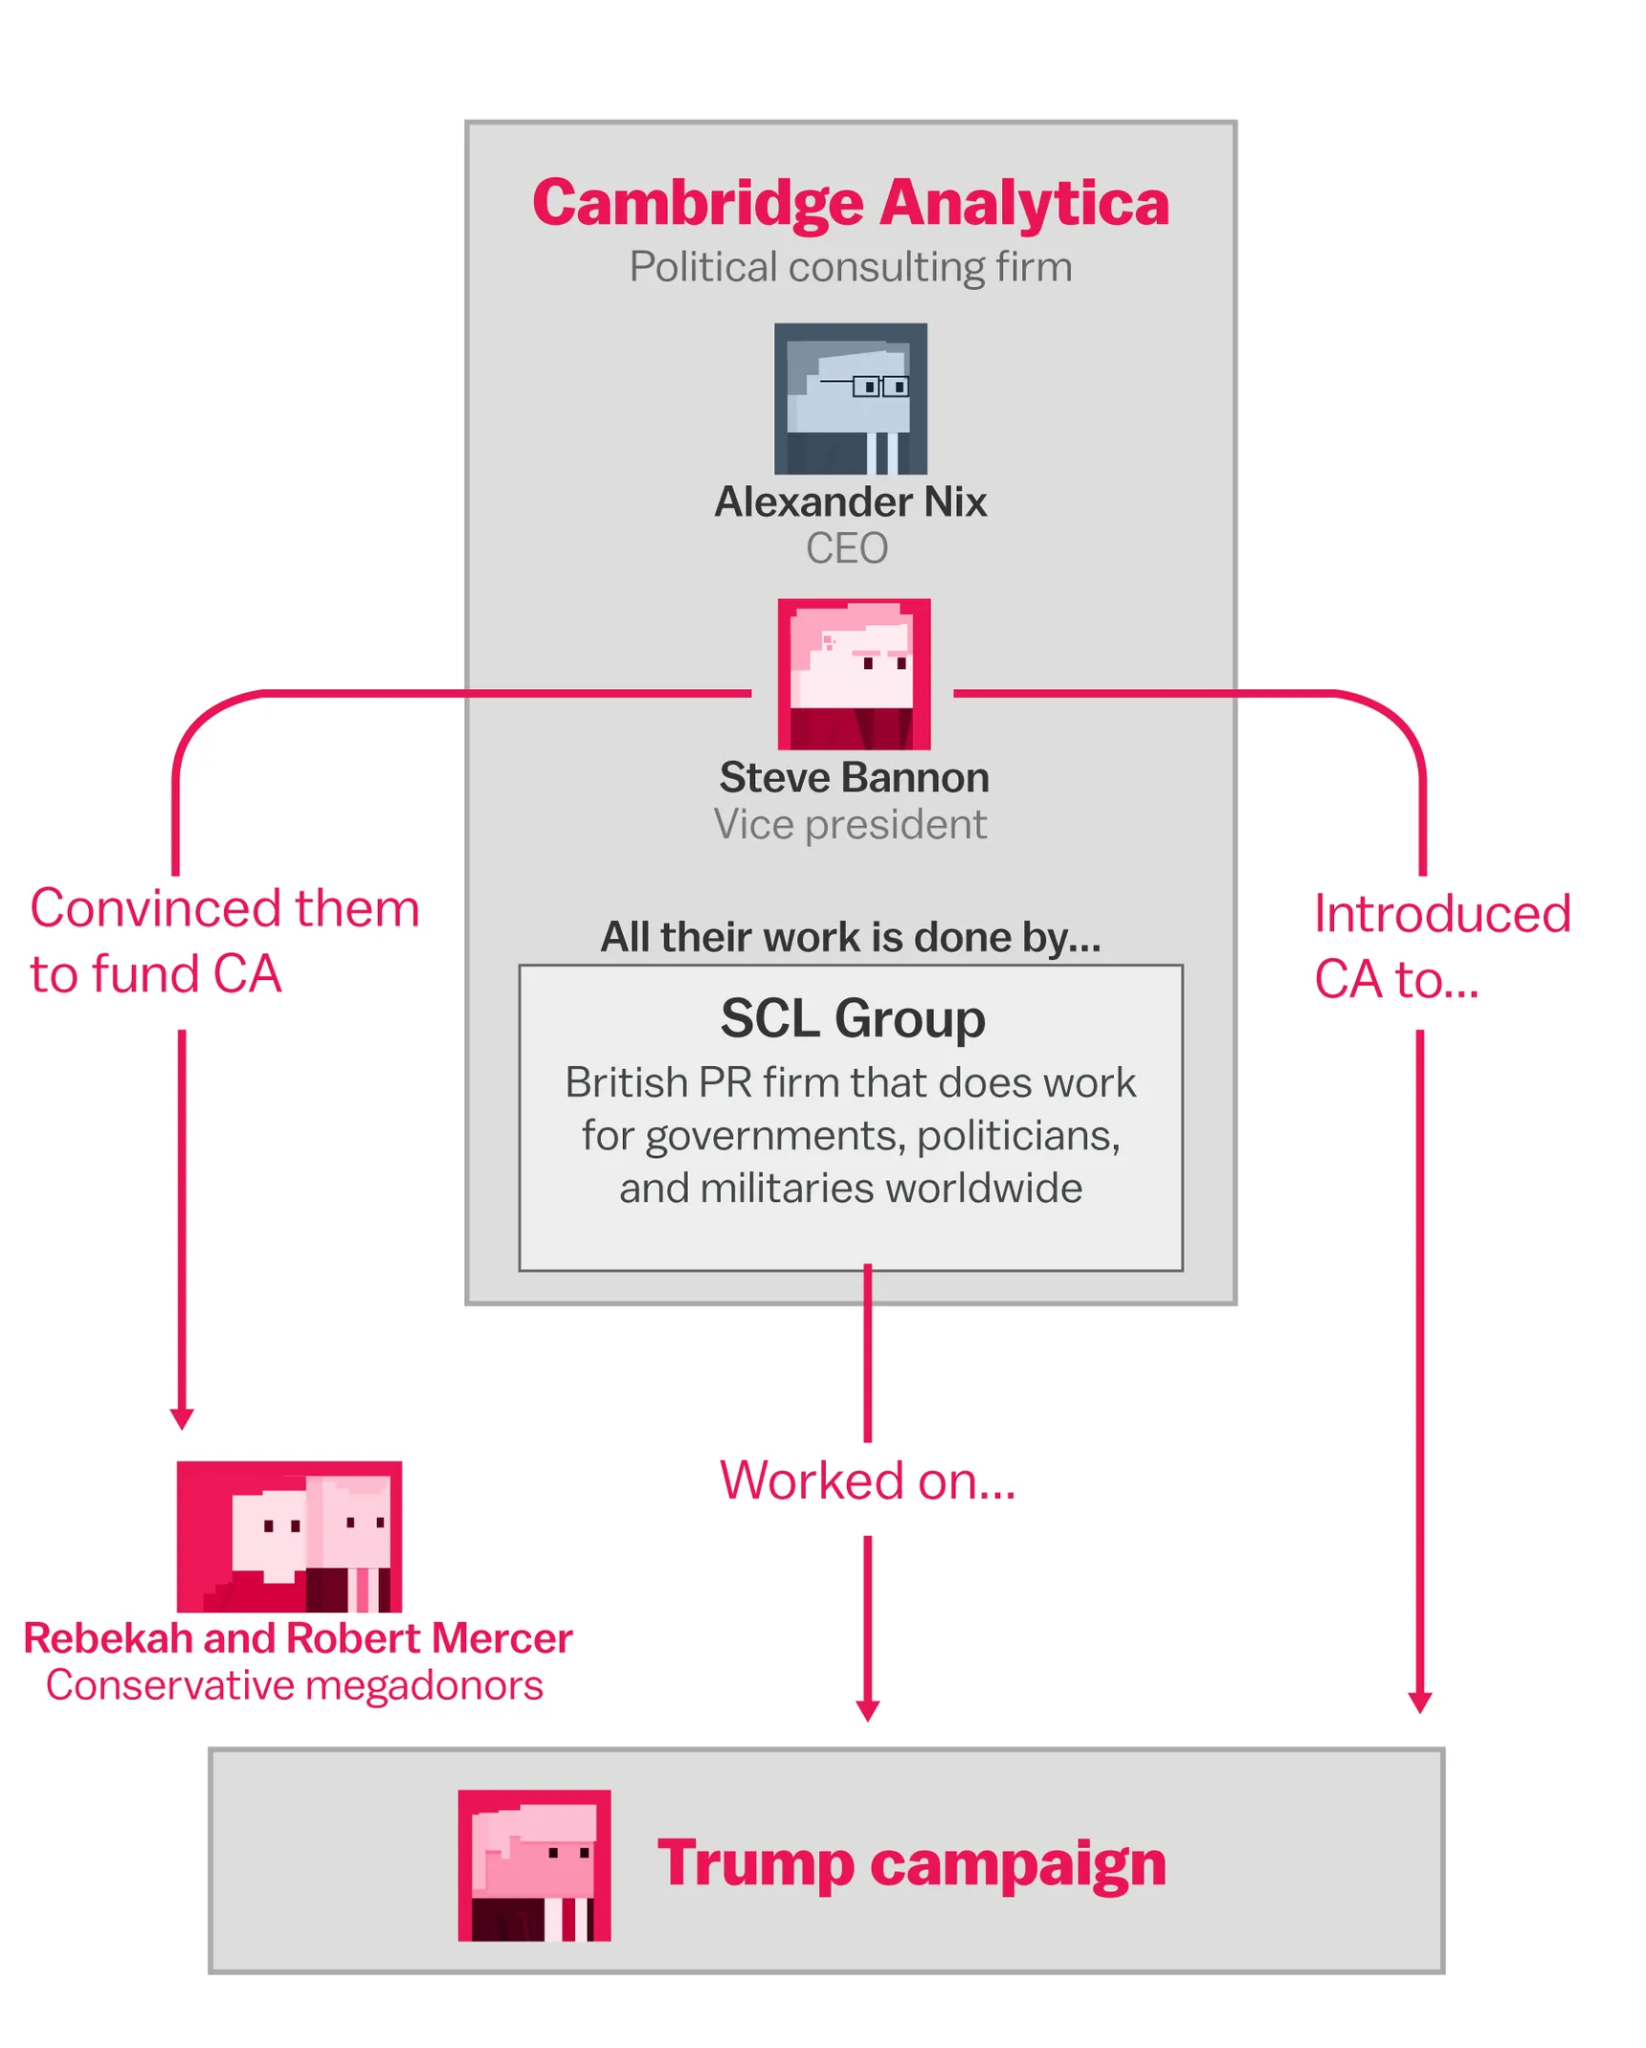 Cambridge Analytica
Political consulting firm
Alexander Nix
CEO
Steve Bannon
Vice president
Convinced them
to fund CA
Introduced
CA to...
All their work is done by...
SCL Group
British PR firm that does work
for governments, politicians,
and militaries worldwide
Worked on...
Rebekah and Robert Mercer
Conservative megadonors
Trump campaign